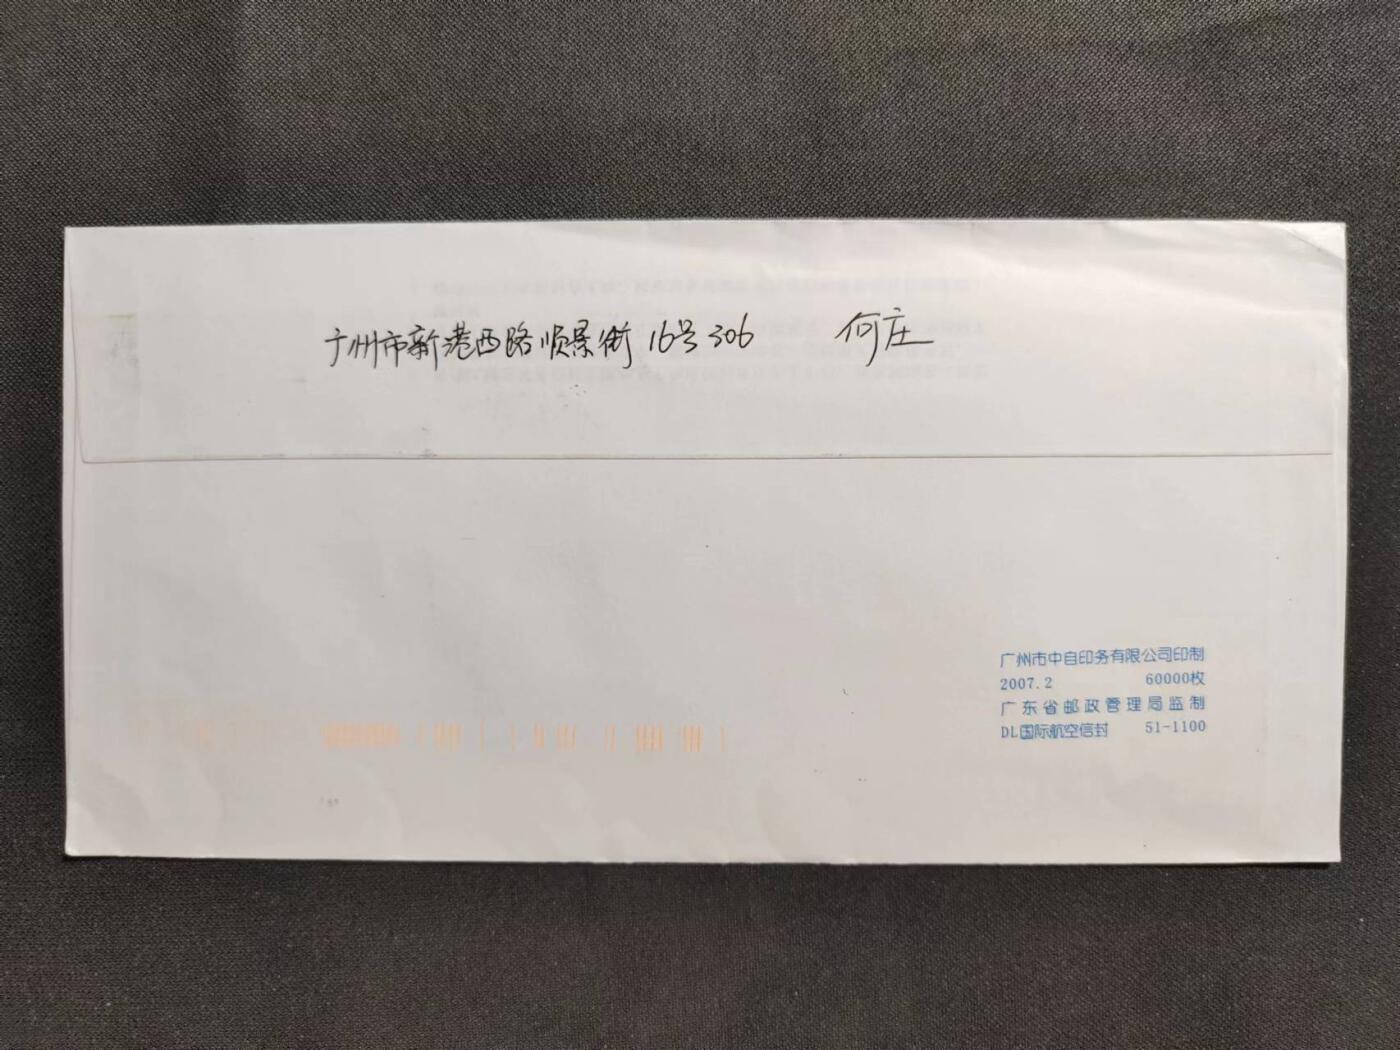 广州市新港西路顺景街16号306 何庄
广州市中自印务有限公司印制
2007.2 60000枚
广东省邮政管理局监制
DL国际航空信封 51-1100